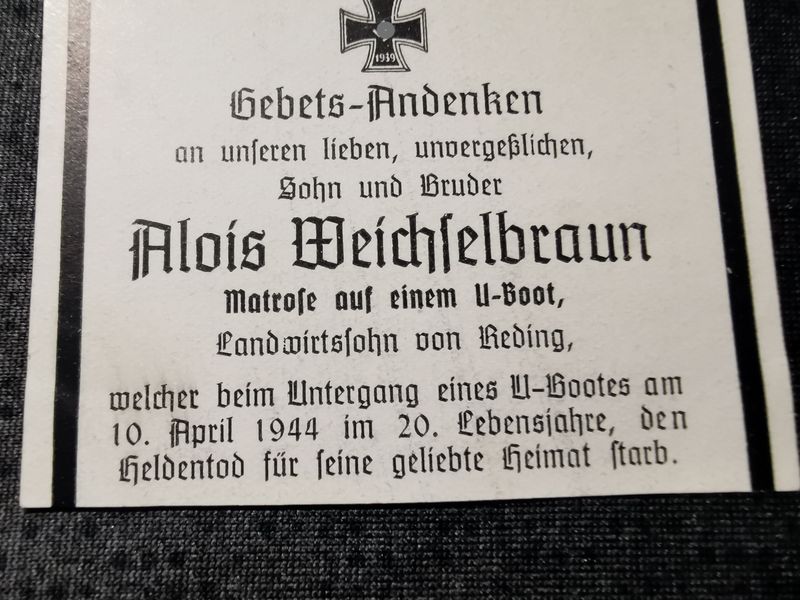 1939
Gebets-Andenken
an unſeren lieben, unvergeßlichen,
Sohn und Bruder
Alois Weichſelbraun
Matroſe auf einem U-Boot,
Landwirtsſohn von Reding,
welcher beim Untergang eines U-Bootes am
10. April 1944 im 20. Lebensjahre, den
Heldentod für ſeine geliebte Heimat ſtarb.